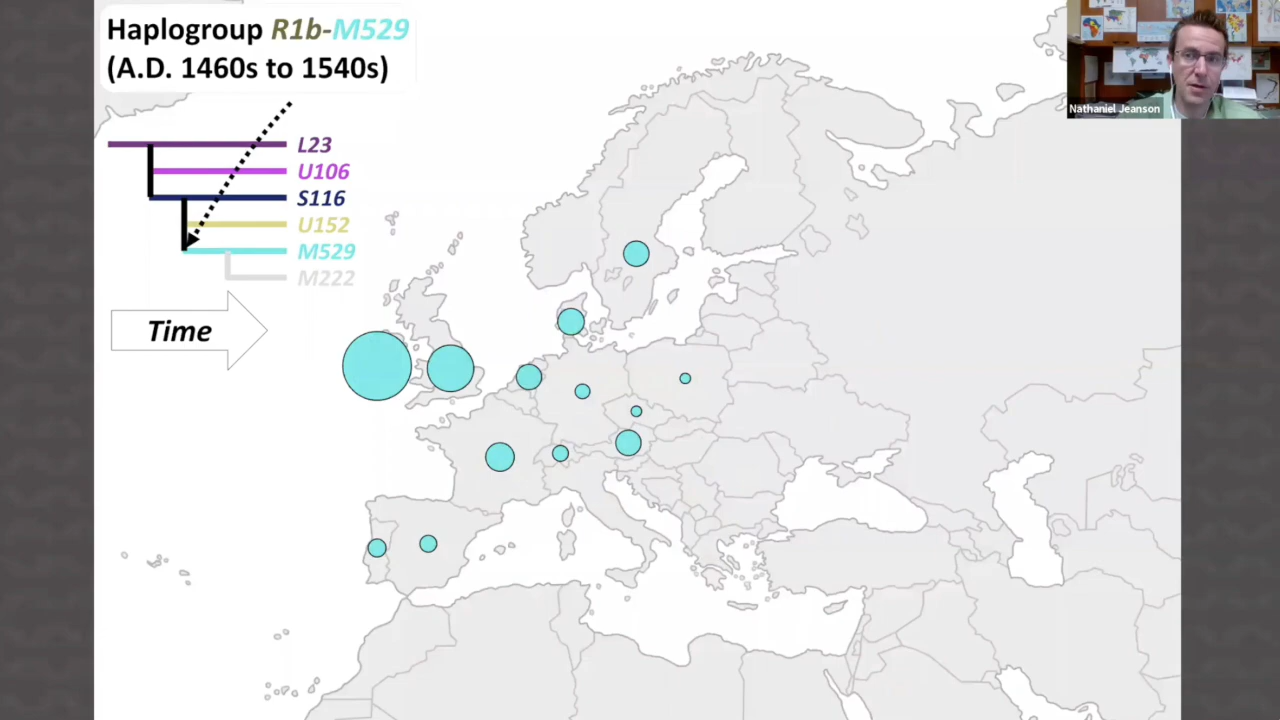 Haplogroup R1b-M529
(A.D. 1460s to 1540s)
L23
U106
S116
U152
M529
M222
Time
Nathaniel Jeanson